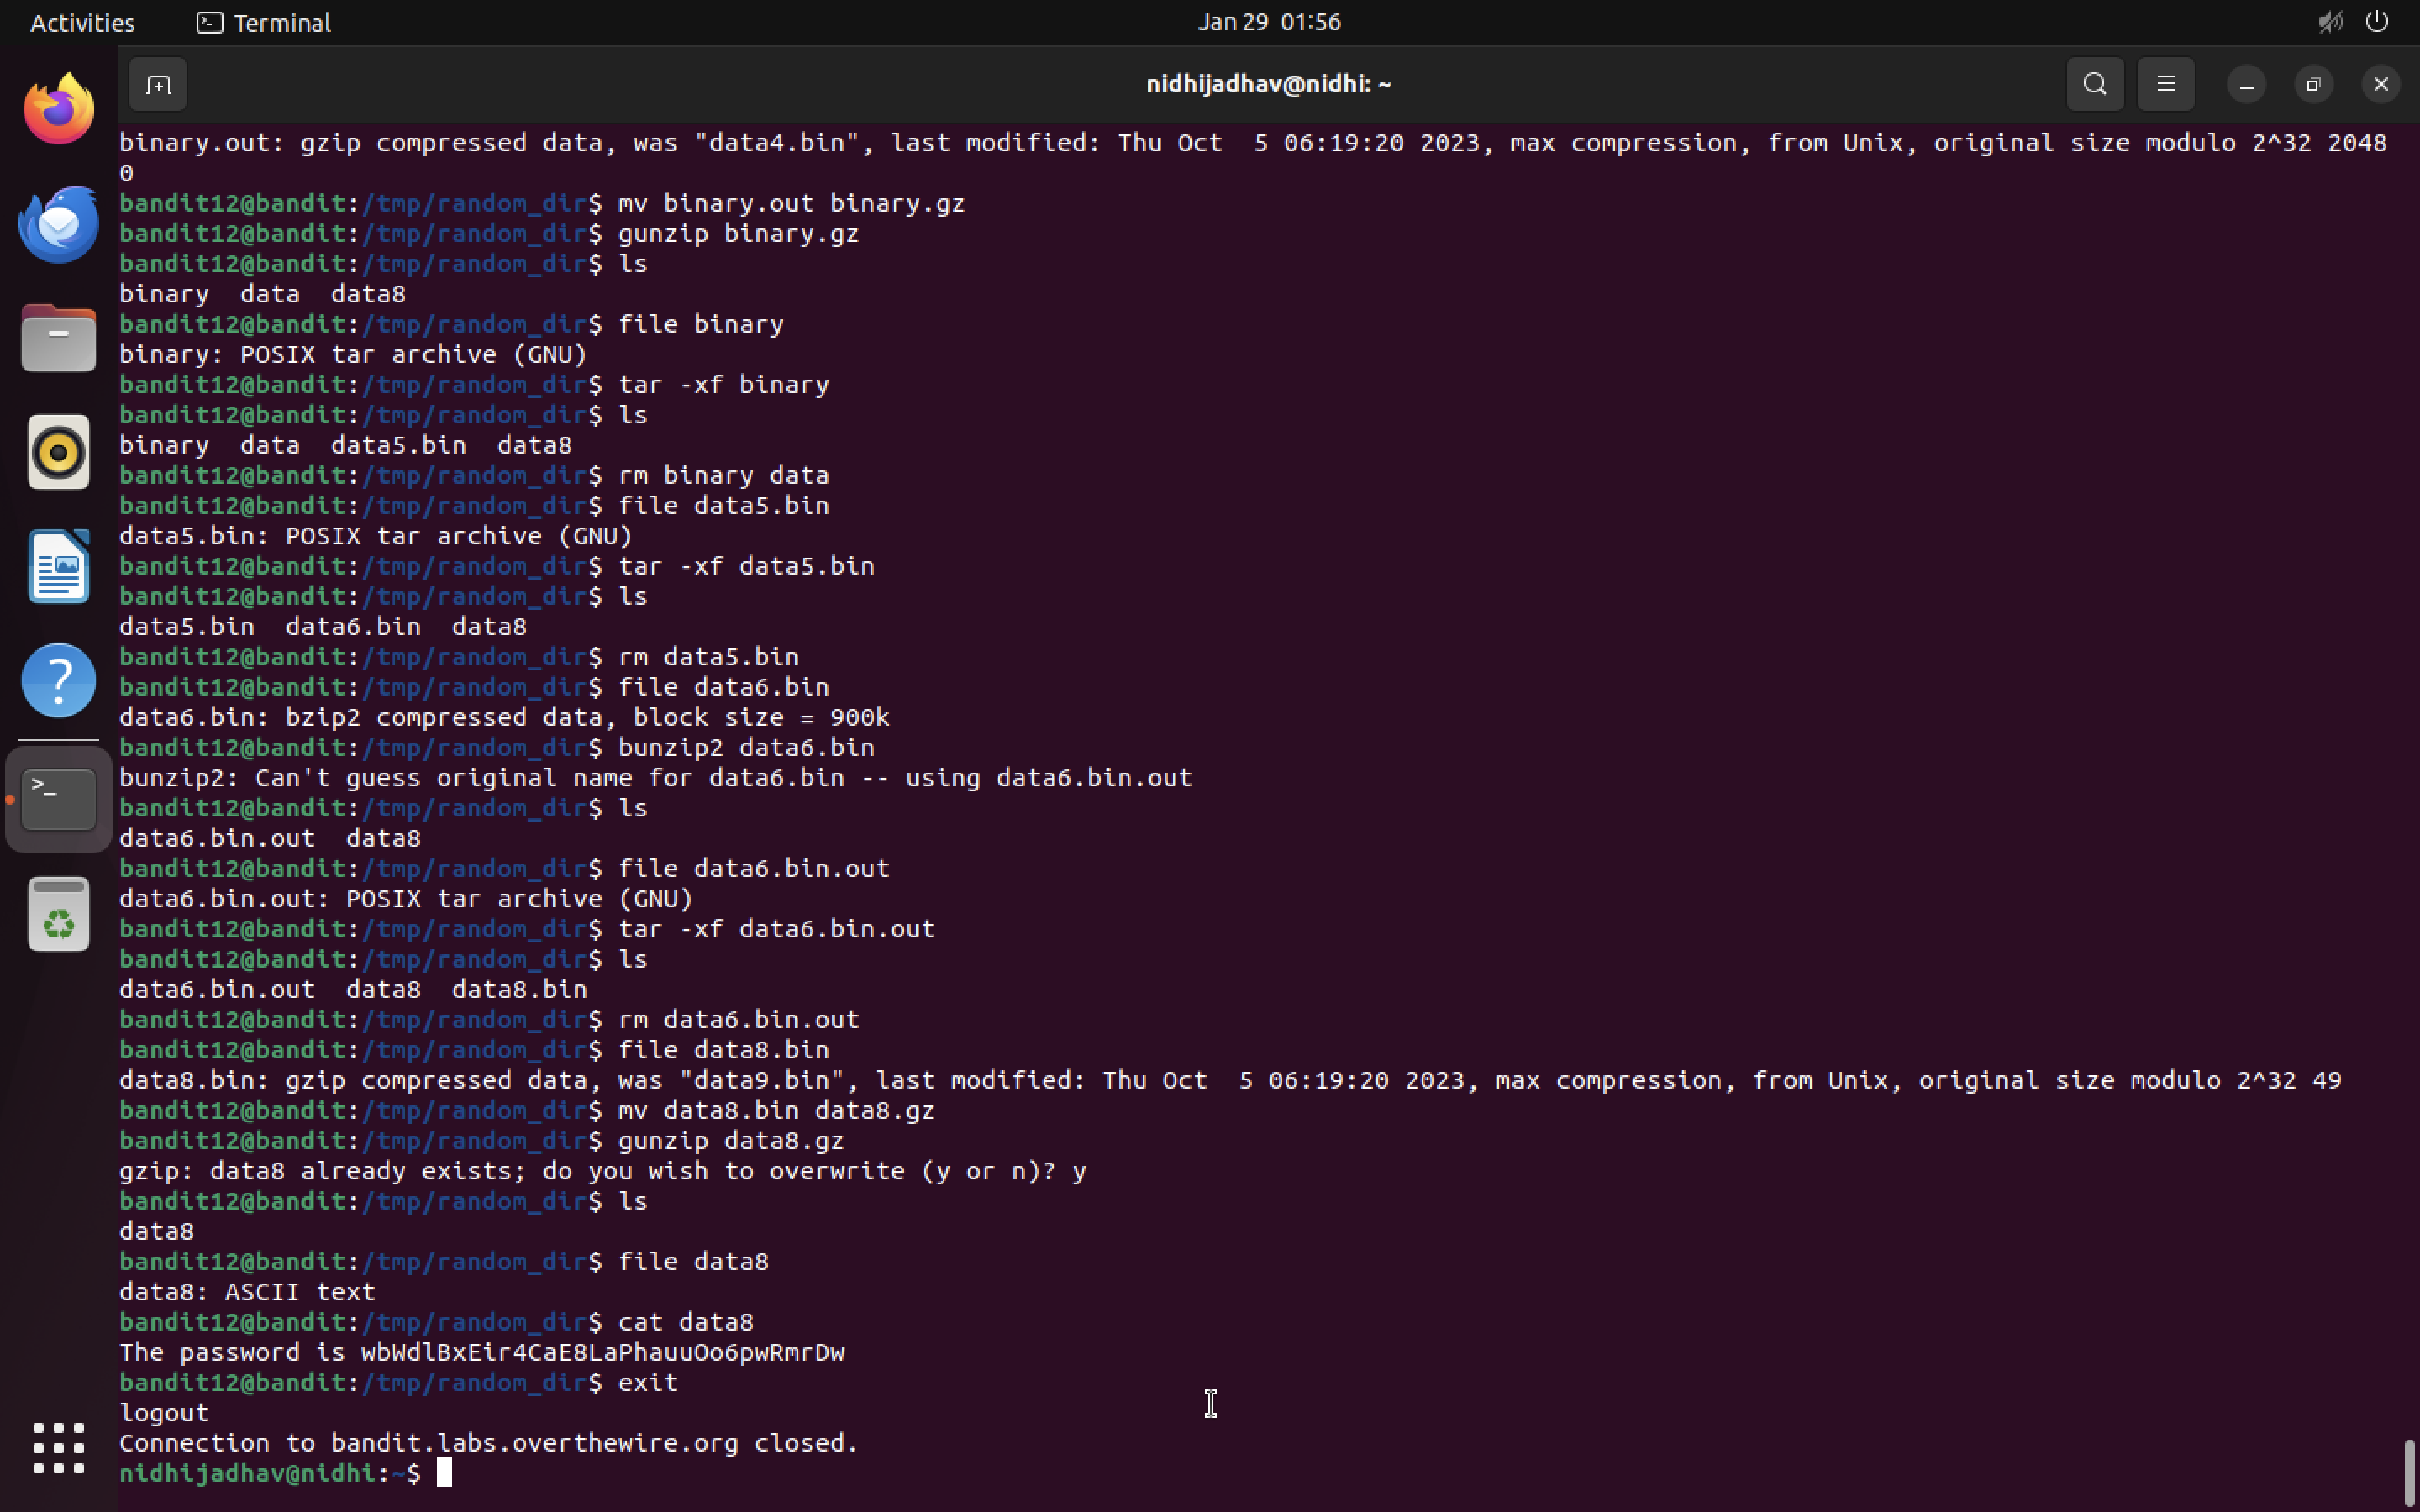 Activities Terminal Jan 29 01:56
nidhijadhav@nidhi: ~
binary.out: gzip compressed data, was "data4.bin", last modified: Thu Oct  5 06:19:20 2023, max compression, from Unix, original size modulo 2^32 2048
0
bandit12@bandit:/tmp/random_dir$ mv binary.out binary.gz
bandit12@bandit:/tmp/random_dir$ gunzip binary.gz
bandit12@bandit:/tmp/random_dir$ ls
binary  data  data8
bandit12@bandit:/tmp/random_dir$ file binary
binary: POSIX tar archive (GNU)
bandit12@bandit:/tmp/random_dir$ tar -xf binary
bandit12@bandit:/tmp/random_dir$ ls
binary  data  data5.bin  data8
bandit12@bandit:/tmp/random_dir$ rm binary data
bandit12@bandit:/tmp/random_dir$ file data5.bin
data5.bin: POSIX tar archive (GNU)
bandit12@bandit:/tmp/random_dir$ tar -xf data5.bin
bandit12@bandit:/tmp/random_dir$ ls
data5.bin  data6.bin  data8
bandit12@bandit:/tmp/random_dir$ rm data5.bin
bandit12@bandit:/tmp/random_dir$ file data6.bin
data6.bin: bzip2 compressed data, block size = 900k
bandit12@bandit:/tmp/random_dir$ bunzip2 data6.bin
bunzip2: Can't guess original name for data6.bin -- using data6.bin.out
bandit12@bandit:/tmp/random_dir$ ls
data6.bin.out  data8
bandit12@bandit:/tmp/random_dir$ file data6.bin.out
data6.bin.out: POSIX tar archive (GNU)
bandit12@bandit:/tmp/random_dir$ tar -xf data6.bin.out
bandit12@bandit:/tmp/random_dir$ ls
data6.bin.out  data8  data8.bin
bandit12@bandit:/tmp/random_dir$ rm data6.bin.out
bandit12@bandit:/tmp/random_dir$ file data8.bin
data8.bin: gzip compressed data, was "data9.bin", last modified: Thu Oct  5 06:19:20 2023, max compression, from Unix, original size modulo 2^32 49
bandit12@bandit:/tmp/random_dir$ mv data8.bin data8.gz
bandit12@bandit:/tmp/random_dir$ gunzip data8.gz
gzip: data8 already exists; do you wish to overwrite (y or n)? y
bandit12@bandit:/tmp/random_dir$ ls
data8
bandit12@bandit:/tmp/random_dir$ file data8
data8: ASCII text
bandit12@bandit:/tmp/random_dir$ cat data8
The password is wbWdlBxEir4CaE8LaPhauuOo6pwRmrDw
bandit12@bandit:/tmp/random_dir$ exit
logout
Connection to bandit.labs.overthewire.org closed.
nidhijadhav@nidhi:~$